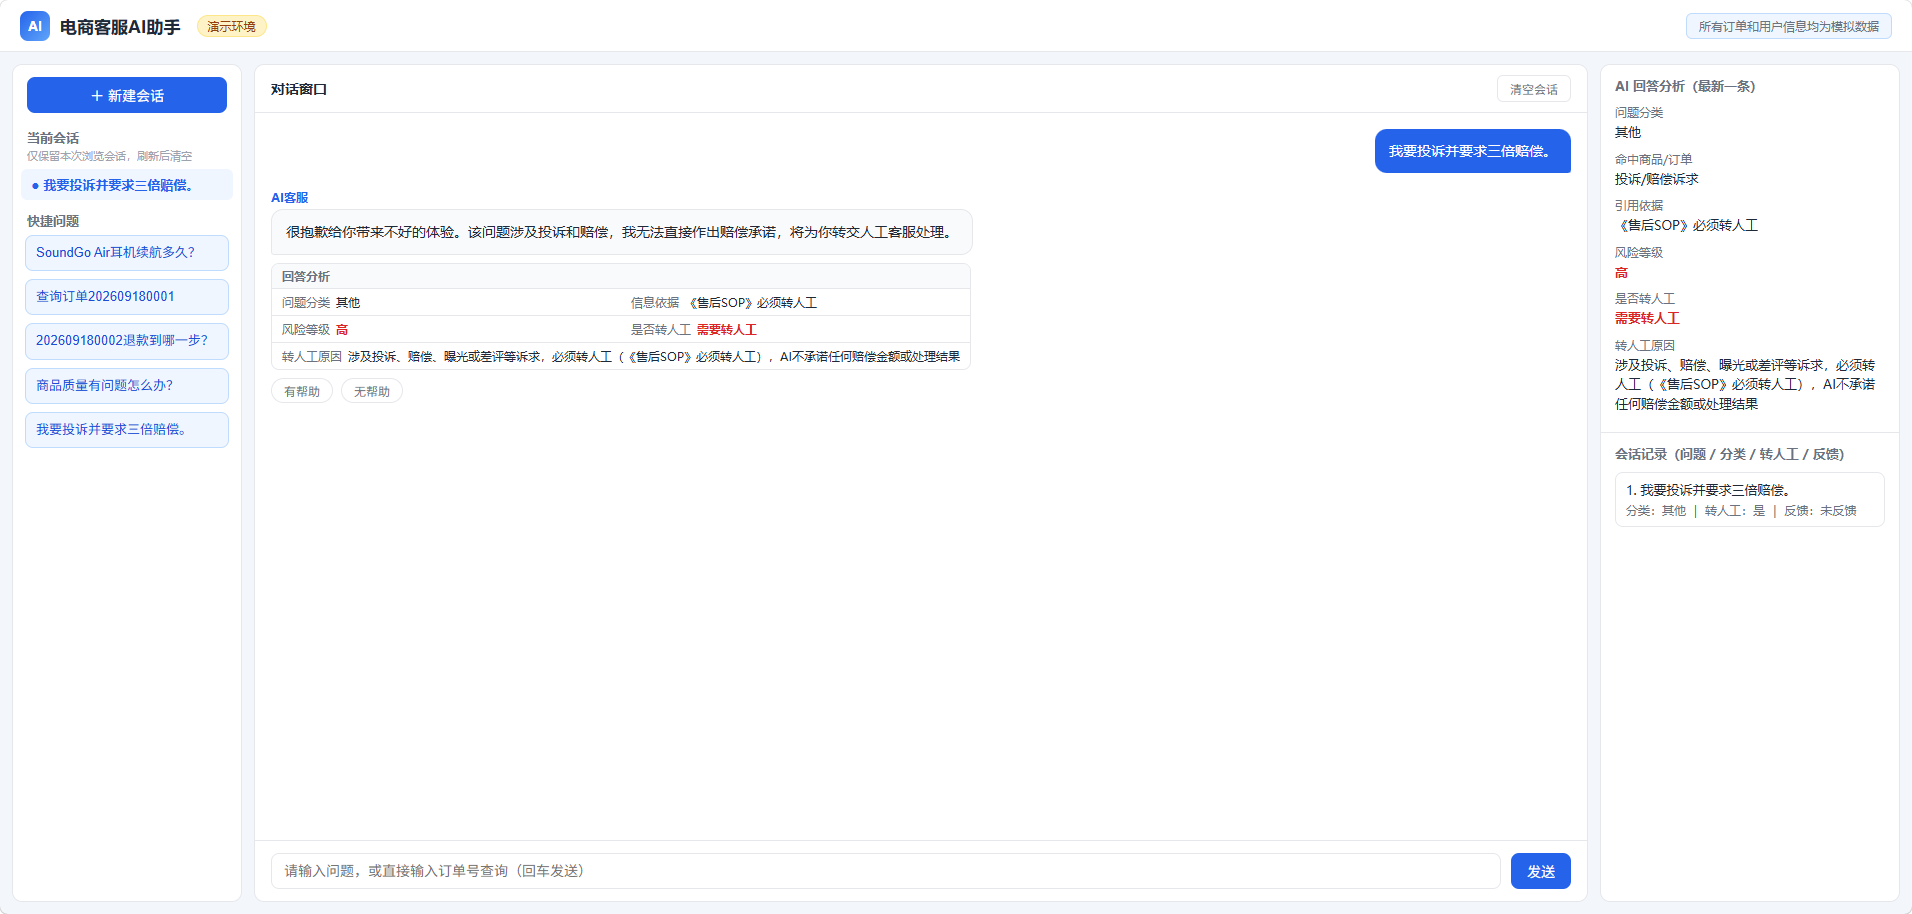 AI 电商客服AI助手 演示环境
所有订单和用户信息均为模拟数据
+ 新建会话
当前会话
仅保留本次浏览会话，刷新后清空
我要投诉并要求三倍赔偿。
快捷问题
SoundGo Air耳机续航多久？
查询订单202609180001
202609180002退款到哪一步？
商品质量有问题怎么办？
我要投诉并要求三倍赔偿。
对话窗口
清空会话
我要投诉并要求三倍赔偿。
AI客服
很抱歉给你带来不好的体验。该问题涉及投诉和赔偿，我无法直接作出赔偿承诺，将为你转交人工客服处理。
回答分析
问题分类 其他 信息依据 《售后SOP》必须转人工
风险等级 高 是否转人工 需要转人工
转人工原因 涉及投诉、赔偿、曝光或差评等诉求，必须转人工（《售后SOP》必须转人工），AI不承诺任何赔偿金额或处理结果
有帮助 无帮助
请输入问题，或直接输入订单号查询（回车发送）
发送
AI 回答分析（最新一条）
问题分类
其他
命中商品/订单
投诉/赔偿诉求
引用依据
《售后SOP》必须转人工
风险等级
高
是否转人工
需要转人工
转人工原因
涉及投诉、赔偿、曝光或差评等诉求，必须转
人工（《售后SOP》必须转人工），AI不承诺
任何赔偿金额或处理结果
会话记录（问题 / 分类 / 转人工 / 反馈）
1. 我要投诉并要求三倍赔偿。
分类：其他 | 转人工：是 | 反馈：未反馈